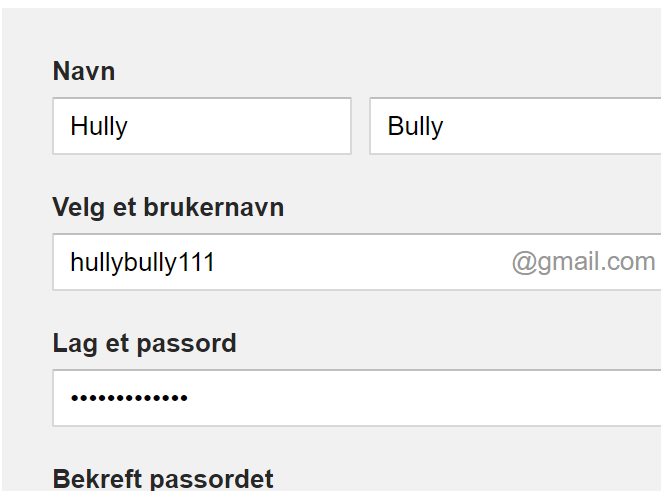 Navn
Hully Bully
Velg et brukernavn
hullybully111 @gmail.com
Lag et passord
•••••••••••••
Bekreft passordet